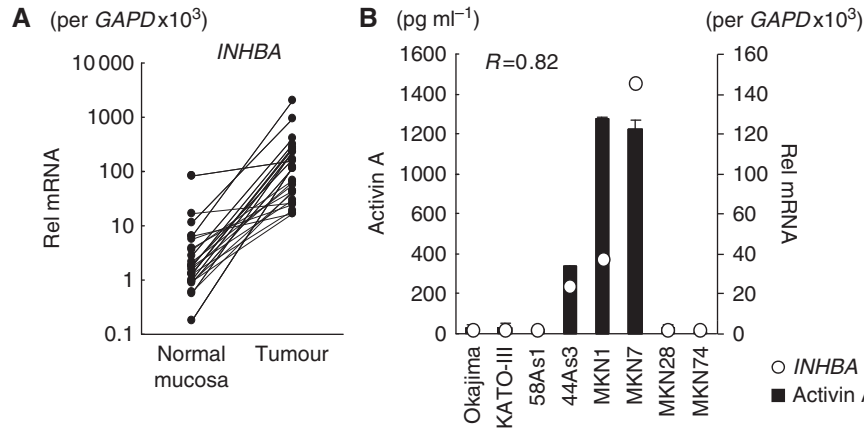 A (per GAPD x10³)
INHBA
10 000
1000
100
10
1
0.1
Rel mRNA
Normal mucosa
Tumour
B (pg ml⁻¹)
(per GAPD x10³)
R=0.82
1600
1400
1200
1000
600
400
200
0
Activin A
160
140
120
100
60
40
20
0
Rel mRNA
Okajima
KATO-III
58As1
44As3
MKN1
MKN7
MKN28
MKN74
INHBA
Activin A